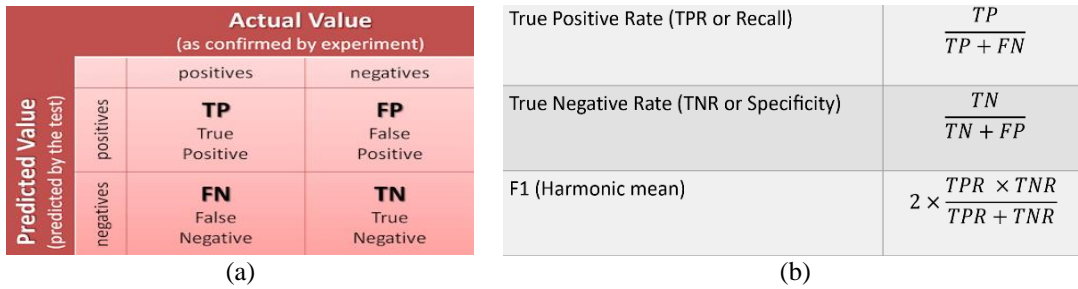 Actual Value
(as confirmed by experiment)
positives negatives
Predicted Value
(predicted by the test)
positives
TP FP
True False
Positive Positive
negatives
FN TN
False True
Negative Negative
(a)
True Positive Rate (TPR or Recall) TP / TP + FN
True Negative Rate (TNR or Specificity) TN / TN + FP
F1 (Harmonic mean) 2 × TPR × TNR / TPR + TNR
(b)